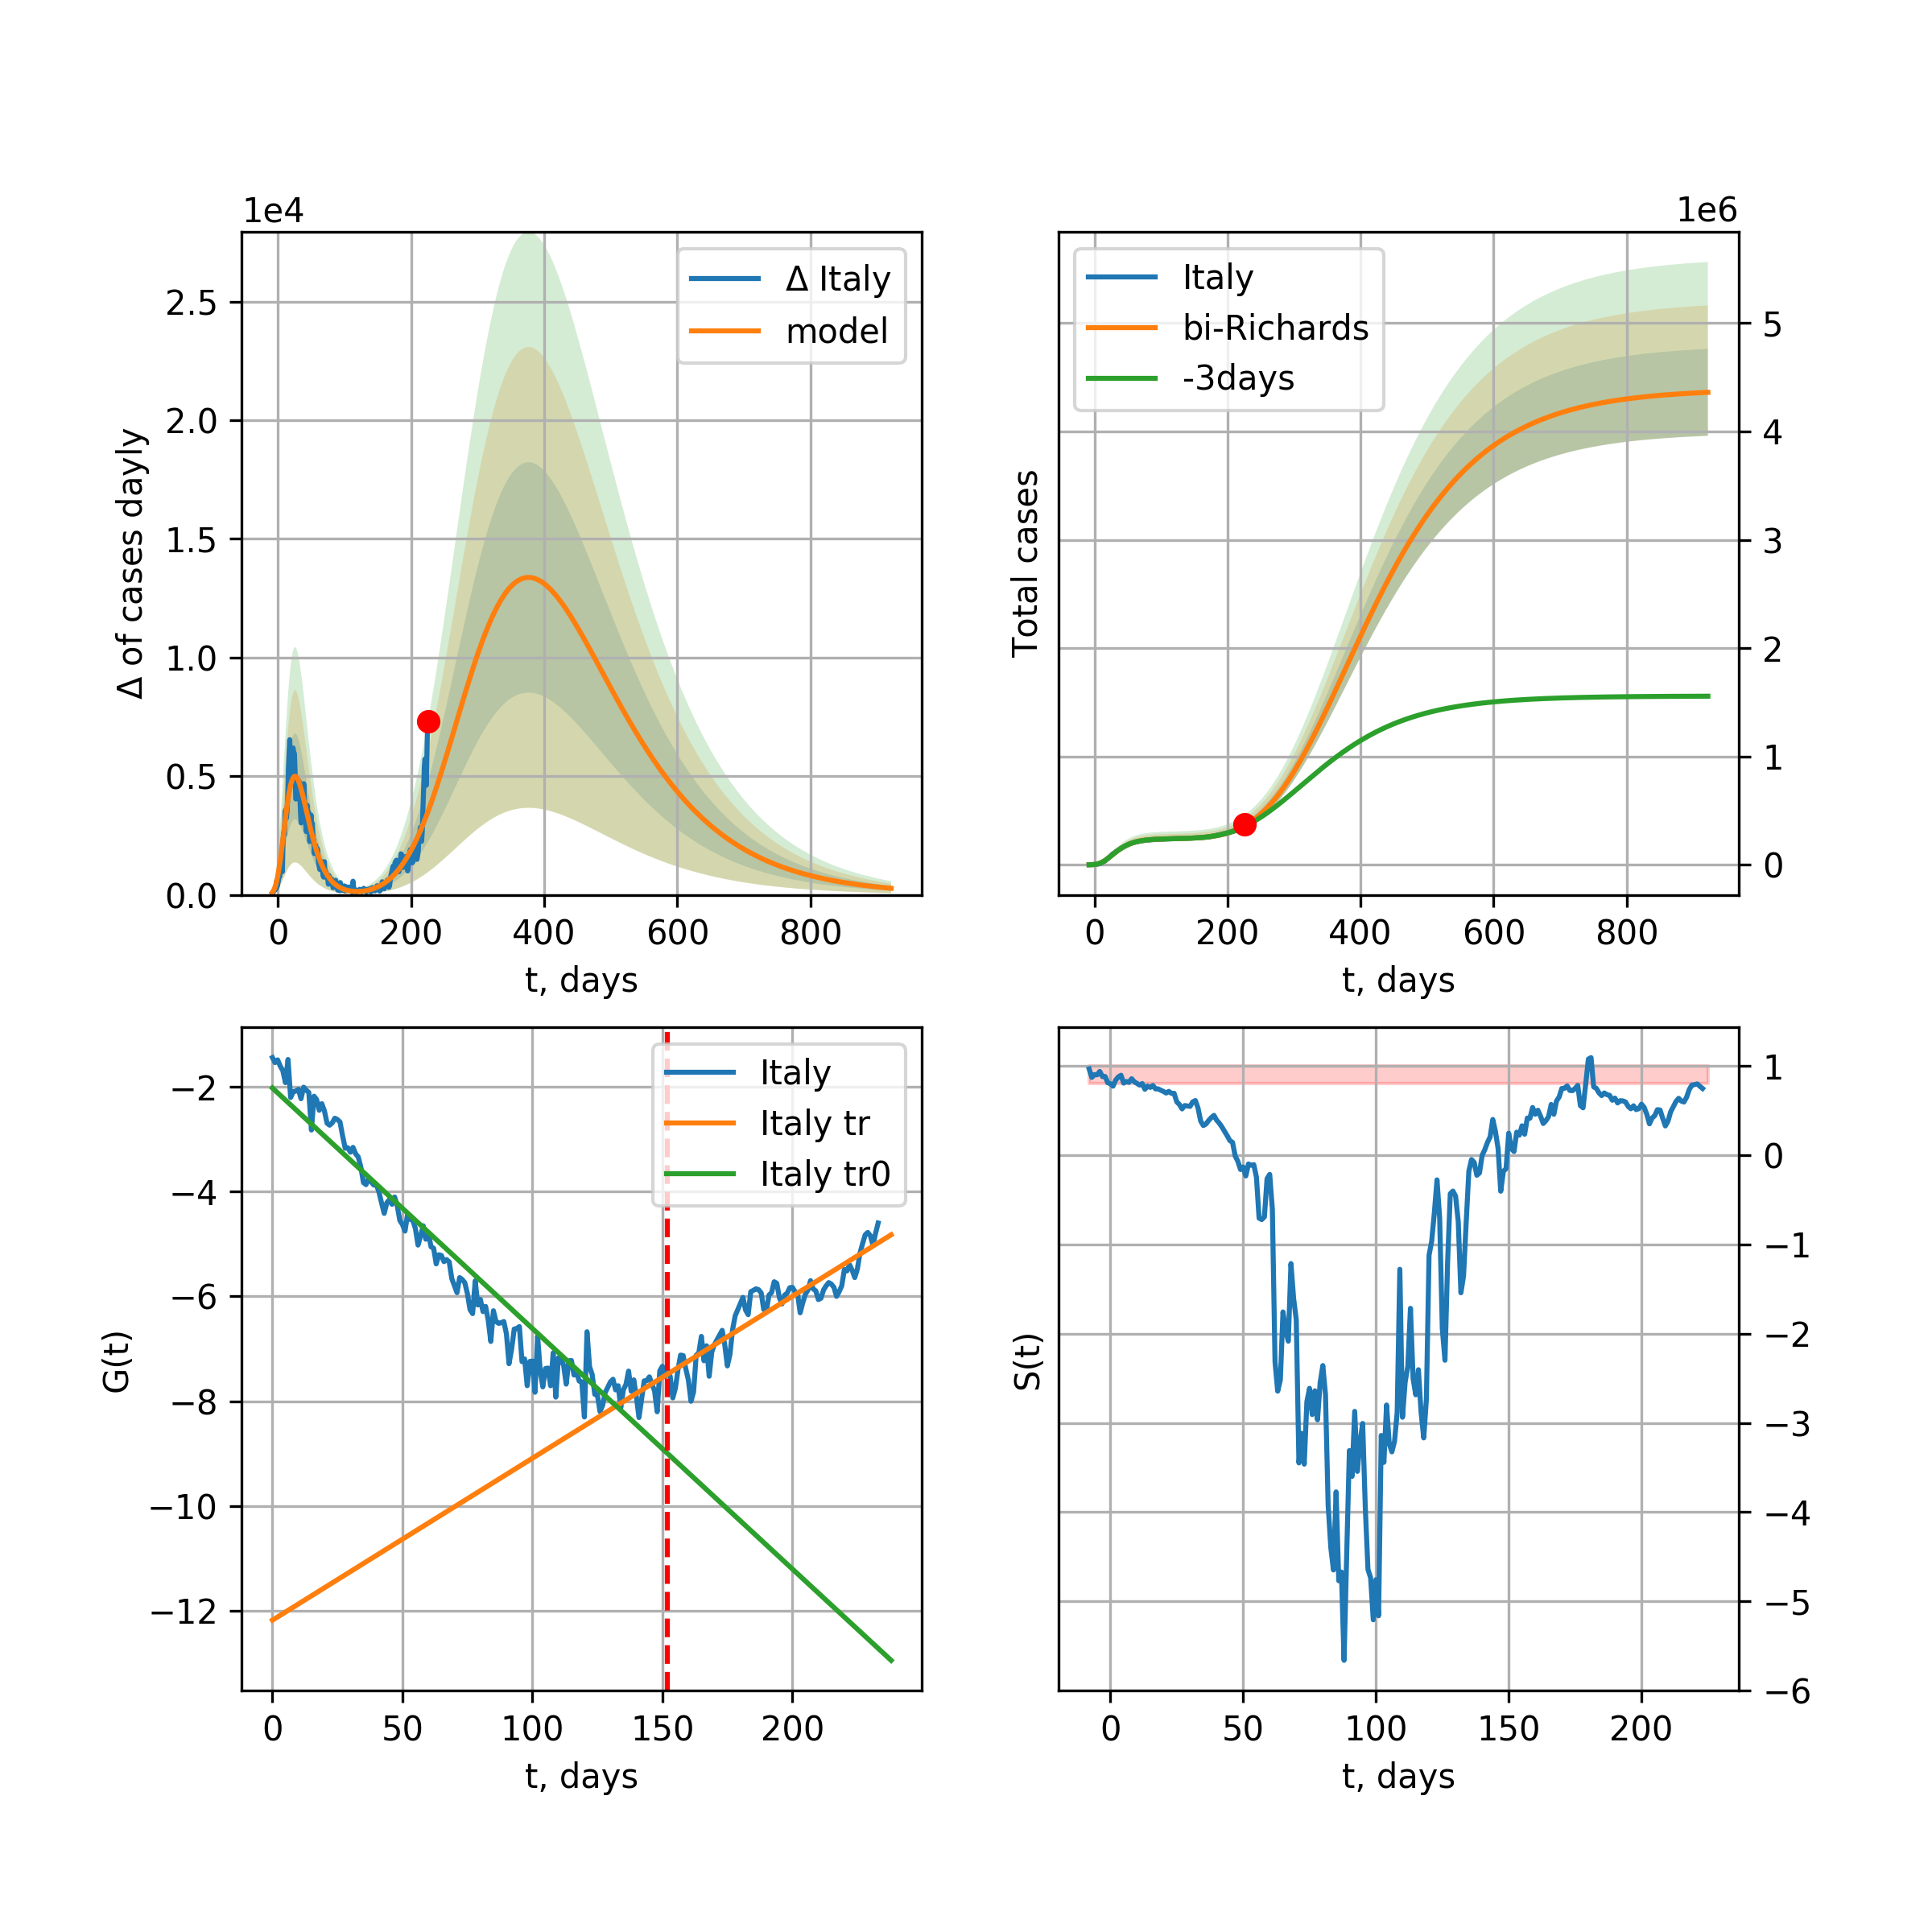 1e4
Δ of cases dayly
2.5
2.0
1.5
1.0
0.5
0.0
Δ Italy
model
0 200 400 600 800
t, days
1e6
Total cases
Italy
bi-Richards
-3days
5
4
3
2
1
0
0 200 400 600 800
t, days
G(t)
−2
−4
−6
−8
−10
−12
Italy
Italy tr
Italy tr0
0 50 100 150 200
t, days
S(t)
1
0
−1
−2
−3
−4
−5
−6
0 50 100 150 200
t, days